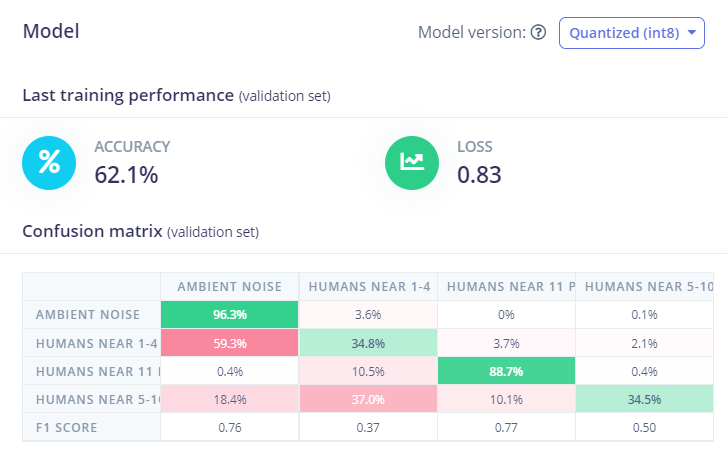 Model
Model version: Quantized (int8)
Last training performance (validation set)
% ACCURACY
62.1%
LOSS
0.83
Confusion matrix (validation set)
AMBIENT NOISE HUMANS NEAR 1-4 HUMANS NEAR 11 P HUMANS NEAR 5-10
AMBIENT NOISE 96.3% 3.6% 0% 0.1%
HUMANS NEAR 1-4 59.3% 34.8% 3.7% 2.1%
HUMANS NEAR 11 0.4% 10.5% 88.7% 0.4%
HUMANS NEAR 5-10 18.4% 37.0% 10.1% 34.5%
F1 SCORE 0.76 0.37 0.77 0.50